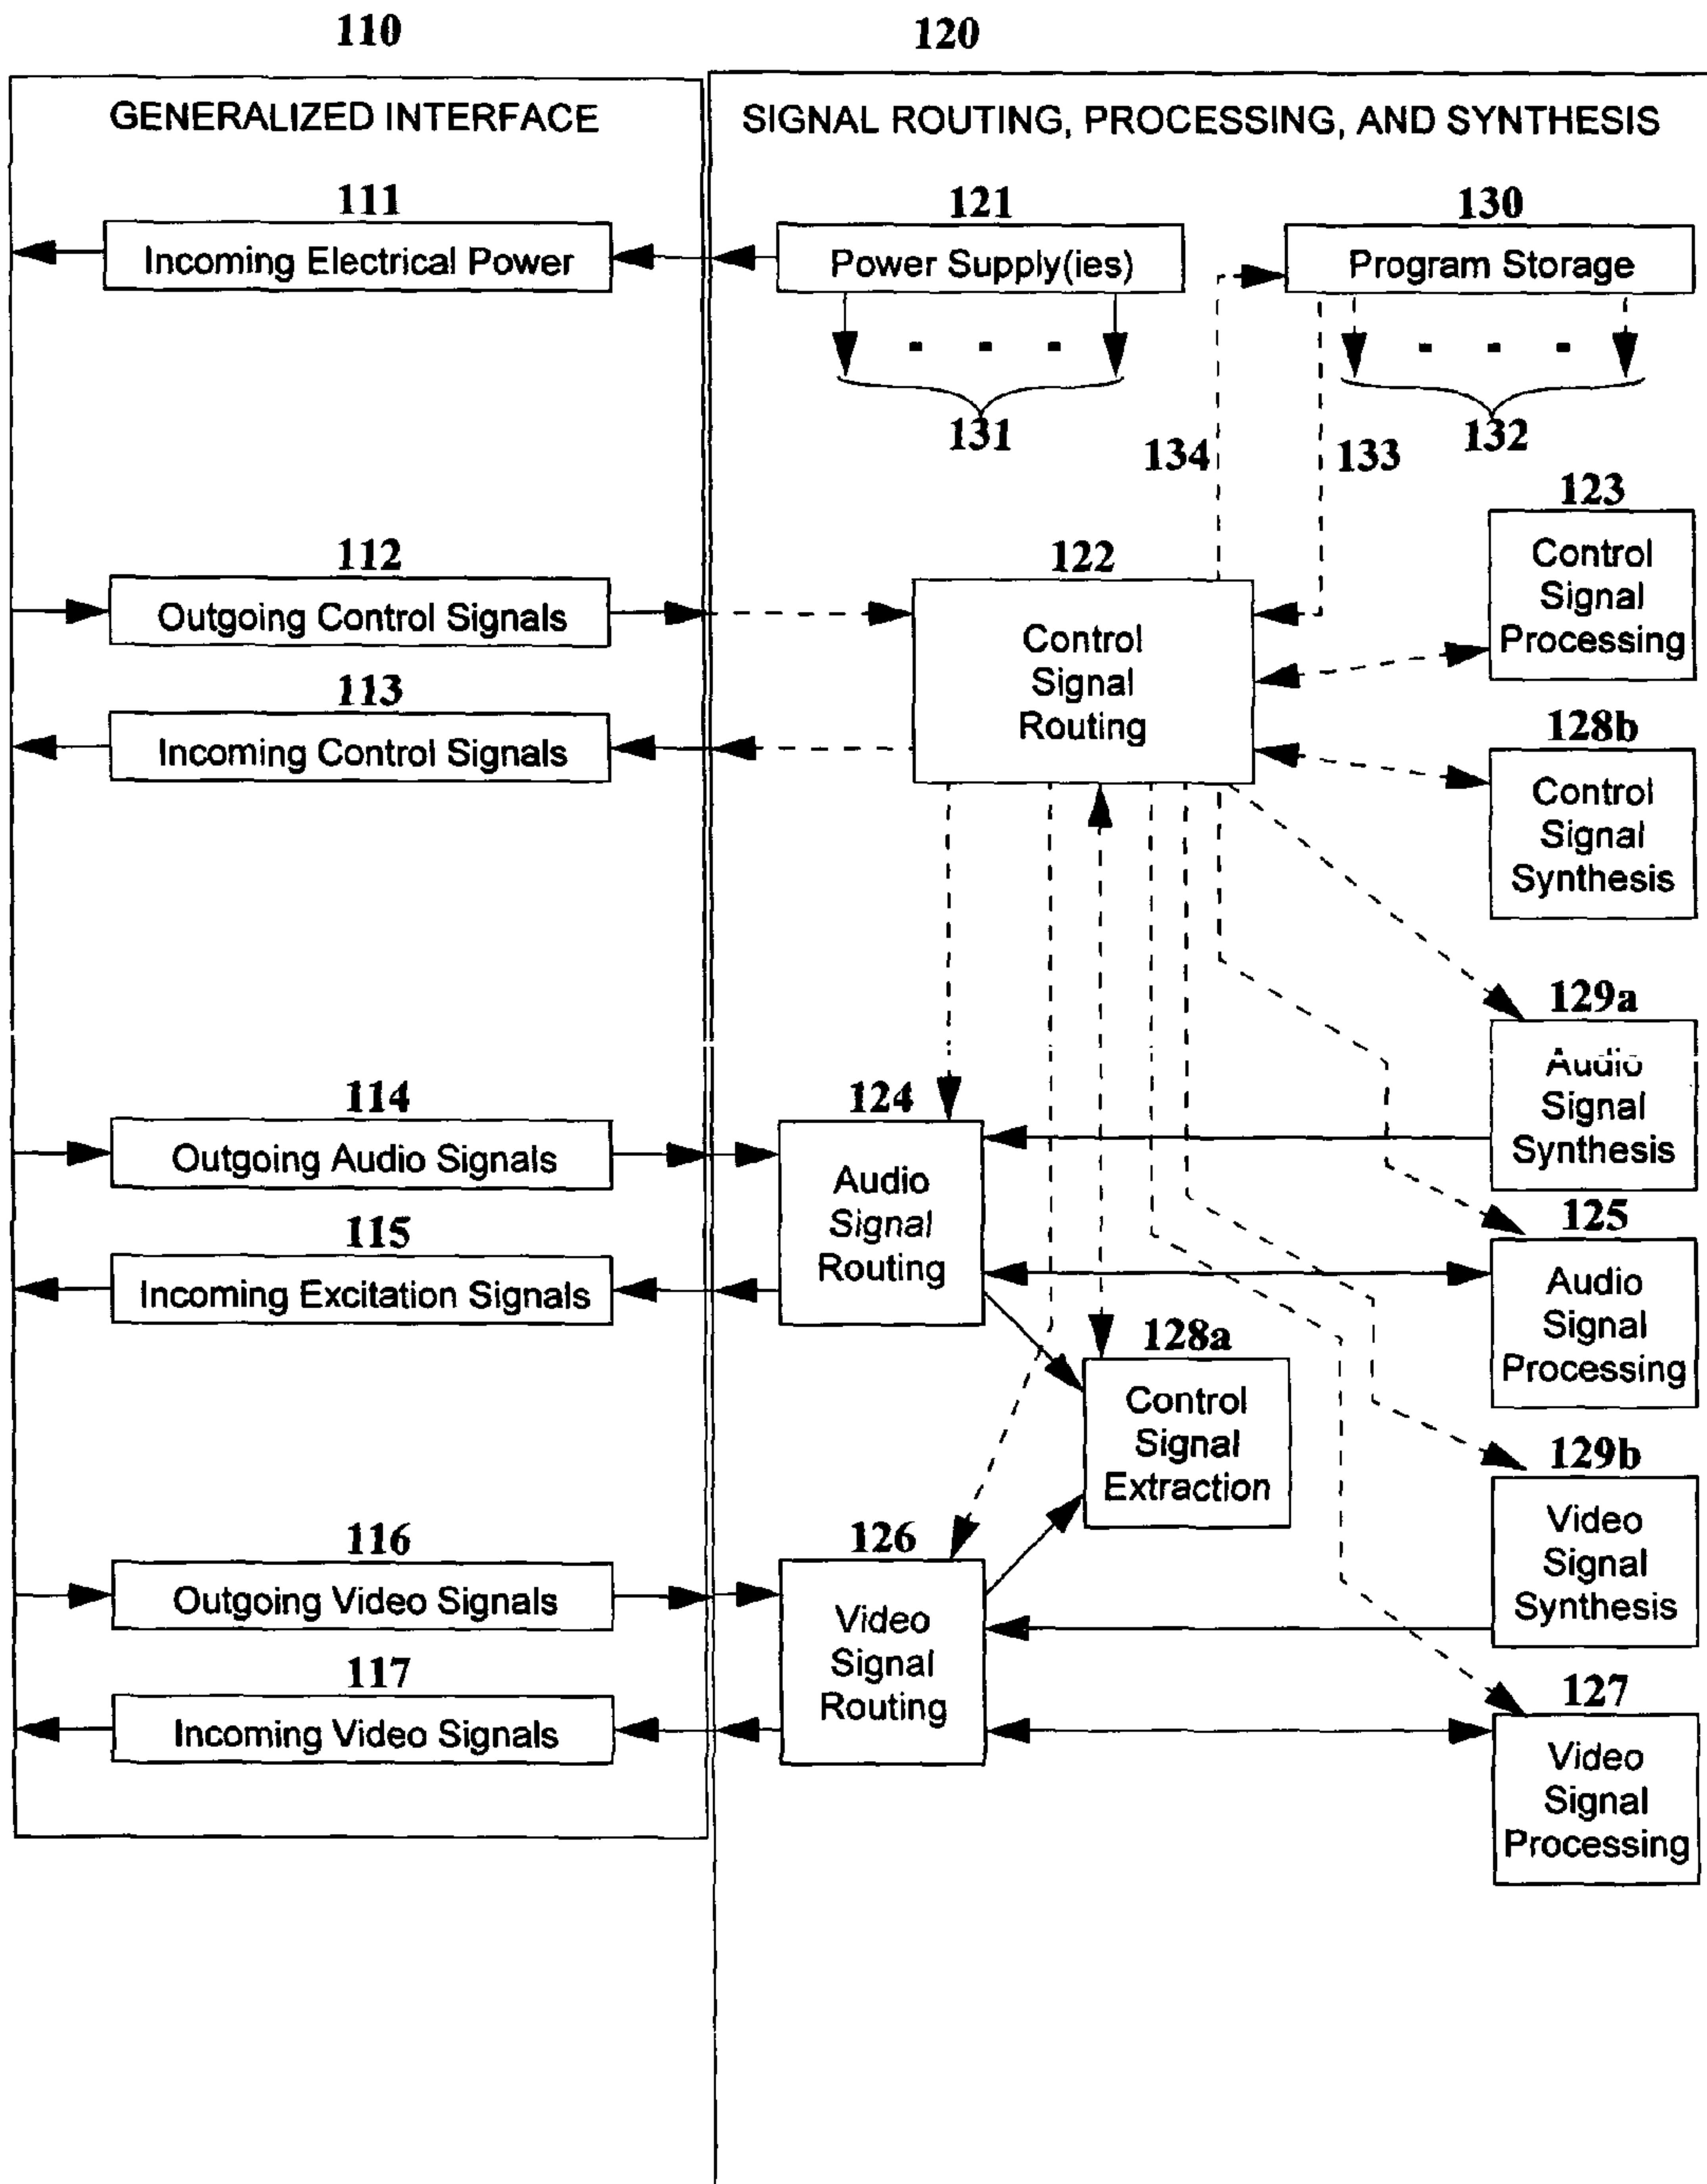 110
120
GENERALIZED INTERFACE
SIGNAL ROUTING, PROCESSING, AND SYNTHESIS
111
Incoming Electrical Power
121
Power Supply(ies)
130
Program Storage
131
132
134
133
112
Outgoing Control Signals
113
Incoming Control Signals
122
Control
Signal
Routing
123
Control
Signal
Processing
128b
Control
Signal
Synthesis
129a
Audio
Signal
Synthesis
114
Outgoing Audio Signals
115
Incoming Excitation Signals
124
Audio
Signal
Routing
125
Audio
Signal
Processing
128a
Control
Signal
Extraction
129b
Video
Signal
Synthesis
116
Outgoing Video Signals
117
Incoming Video Signals
126
Video
Signal
Routing
127
Video
Signal
Processing